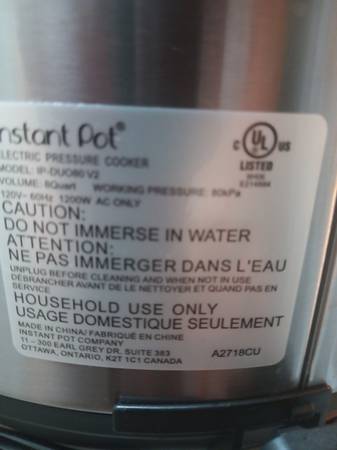 nstant Pot®
ELECTRIC PRESSURE COOKER
MODEL: IP-DUO80 V2
VOLUME: 8Quart WORKING PRESSURE: 80kPa
120V~ 60Hz 1200W AC ONLY
C UL US
LISTED
CAUTION:
DO NOT IMMERSE IN WATER
ATTENTION:
NE PAS IMMERGER DANS L'EAU
UNPLUG BEFORE CLEANING AND WHEN NOT IN USE
DÉBRANCHER AVANT DE LE NETTOYER ET QUAND PAS EN
SERVICE
HOUSEHOLD USE ONLY
USAGE DOMESTIQUE SEULEMENT
MADE IN CHINA/ FABRIQUÉ EN CHINE
INSTANT POT COMPANY
11 – 300 EARL GREY DR, SUITE 383
OTTAWA, ONTARIO, K2T 1C1 CANADA
A2718CU